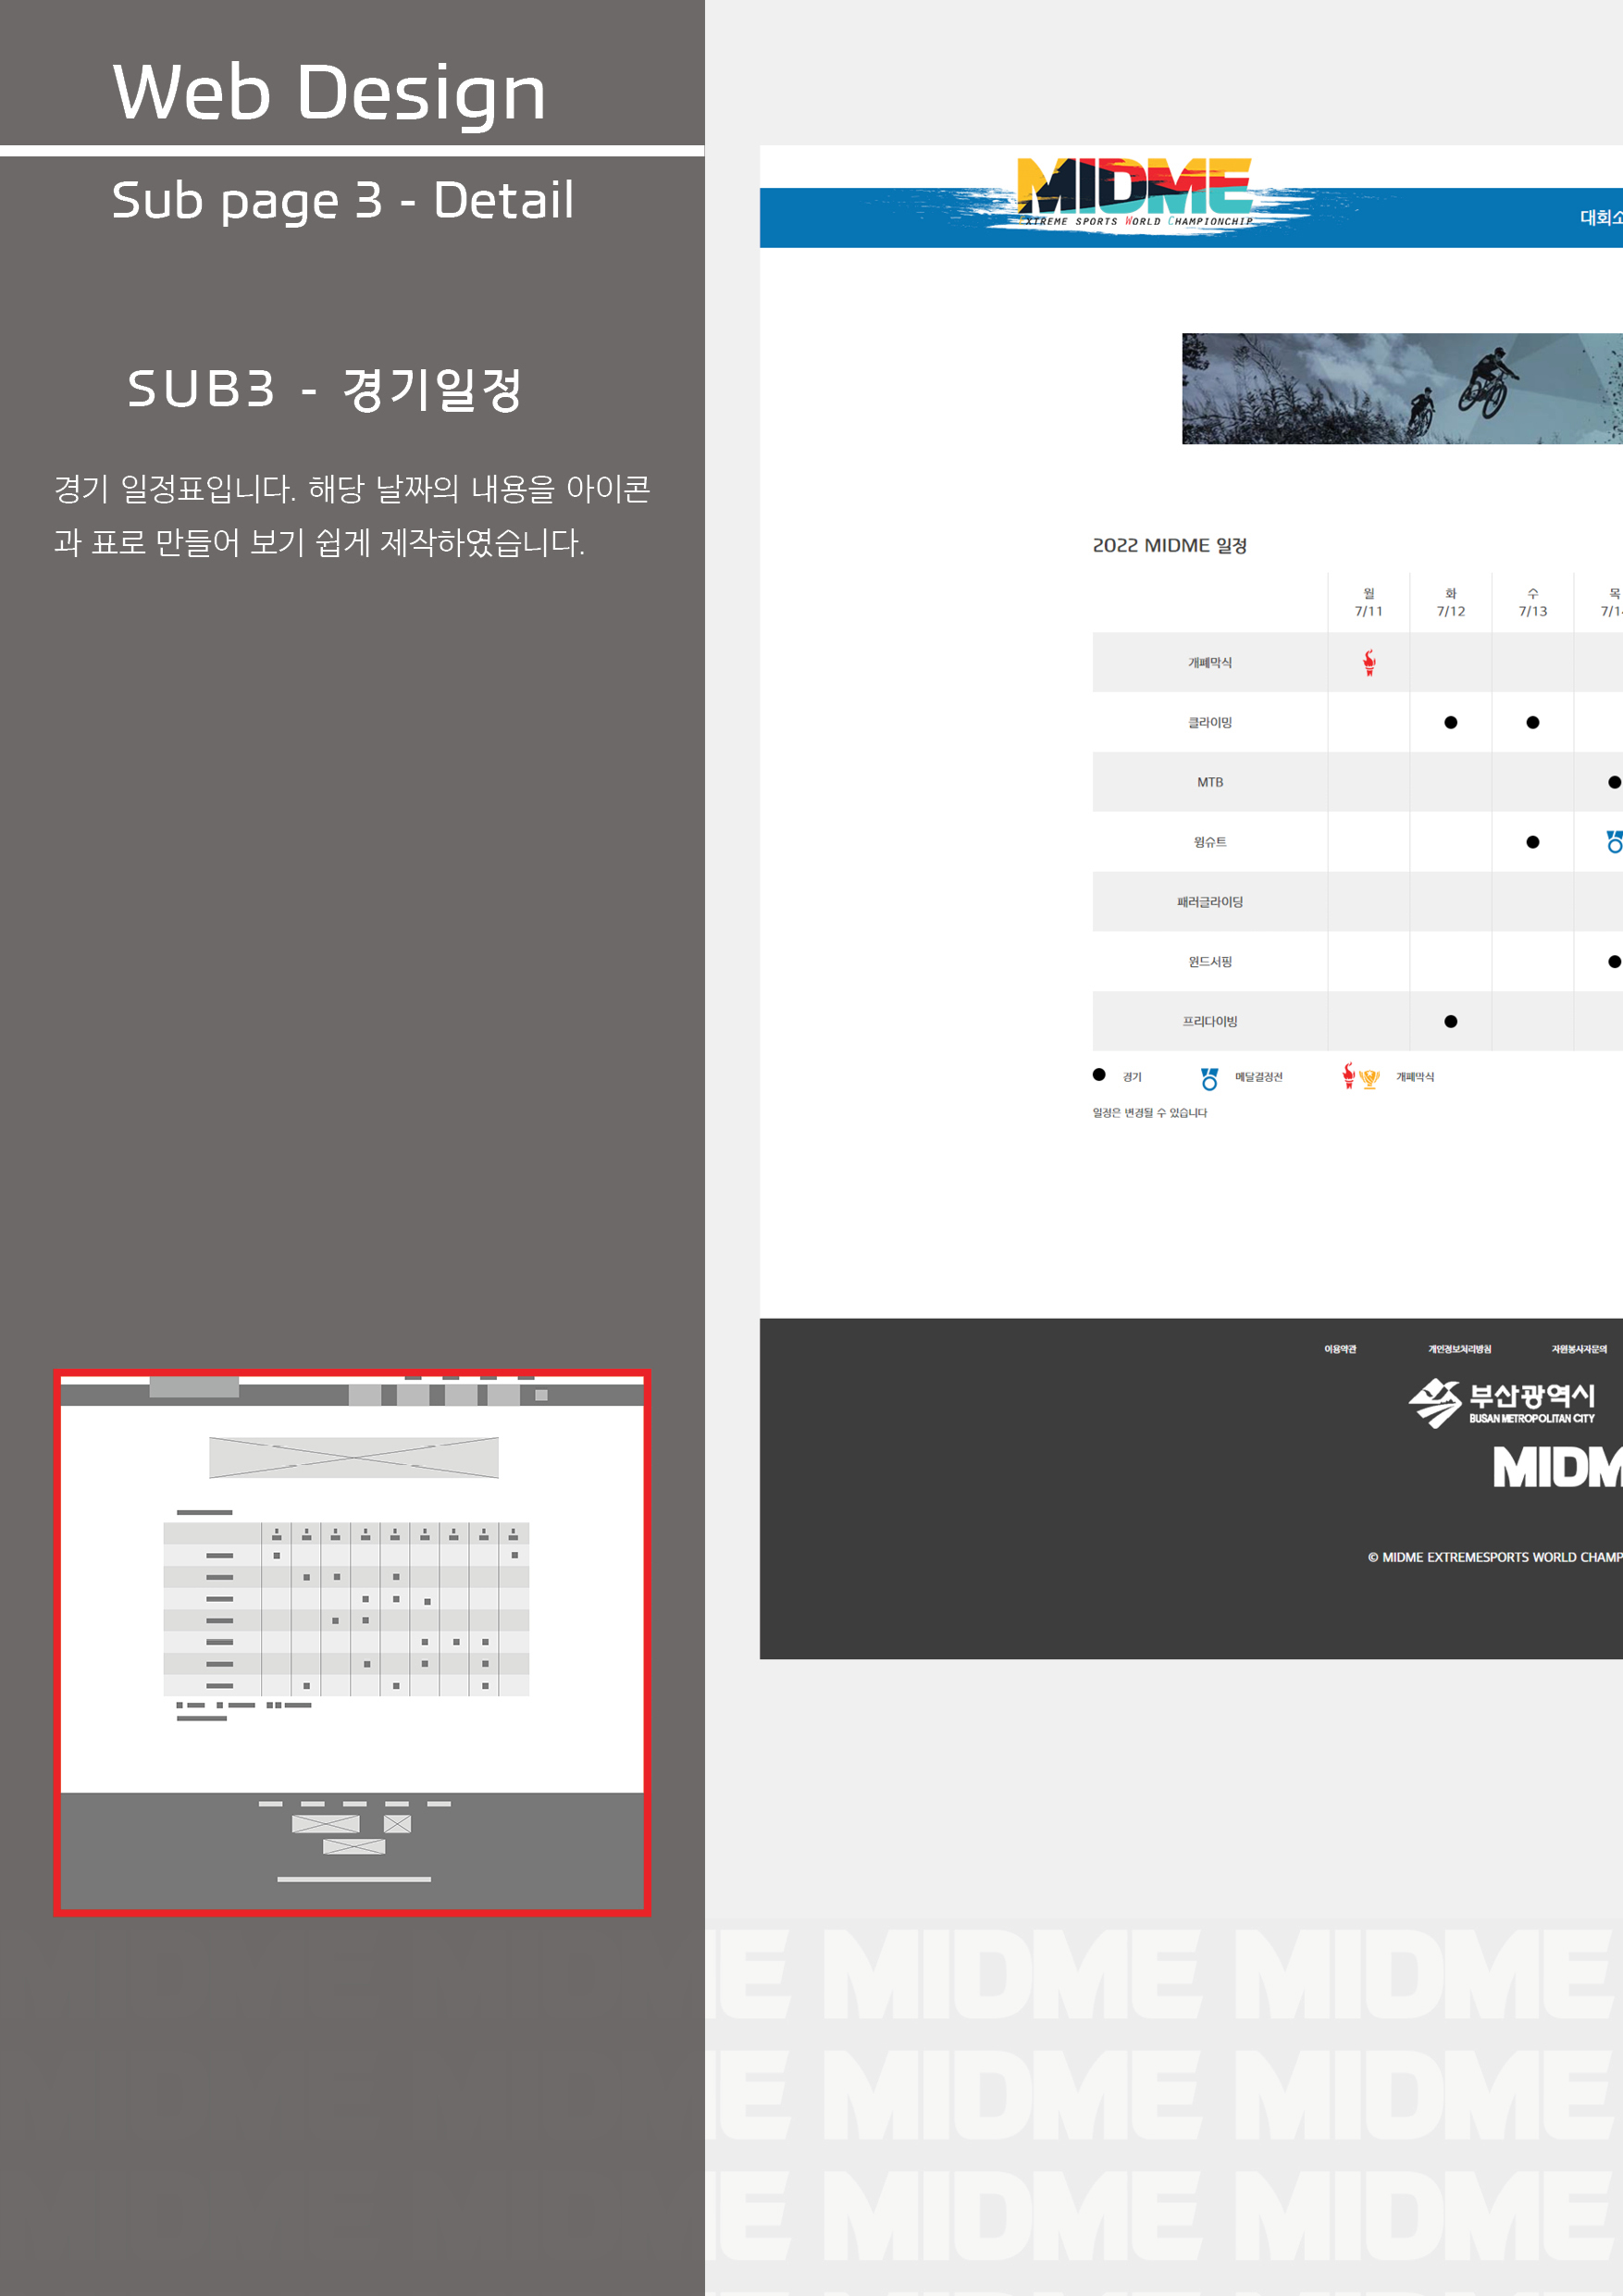 Web Design
Sub page 3 - Detail
SUB3 - 경기일정
경기 일정표입니다. 해당 날짜의 내용을 아이콘
과 표로 만들어 보기 쉽게 제작하였습니다.
MIDME
EXTREME SPORTS WORLD CHAMPIONCHIP
대회소
2022 MIDME 일정
월 화 수 목
7/11 7/12 7/13 7/1
개폐막식
클라이밍
MTB
윙슈트
패러글라이딩
윈드서핑
프리다이빙
경기 메달결정전 개폐막식
일정은 변경될 수 있습니다
이용약관 개인정보처리방침 자원봉사자문의
부산광역시
BUSAN METROPOLITAN CITY
MIDM
© MIDME EXTREMESPORTS WORLD CHAMP
ME MIDME MIDME
ME MIDME MIDME
ME MIDME MIDME